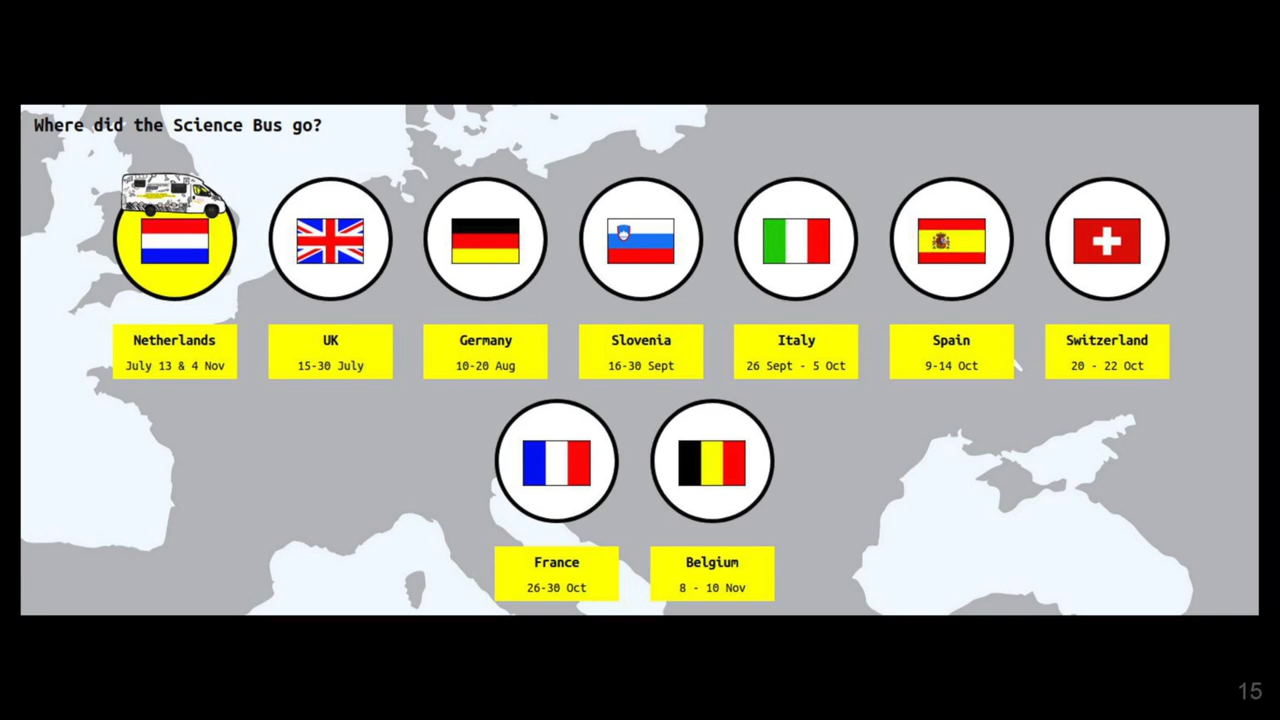 Where did the Science Bus go?
Netherlands
July 13 & 4 Nov
UK
15-30 July
Germany
10-20 Aug
Slovenia
16-30 Sept
Italy
26 Sept - 5 Oct
Spain
9-14 Oct
Switzerland
20 - 22 Oct
France
26-30 Oct
Belgium
8 - 10 Nov
15